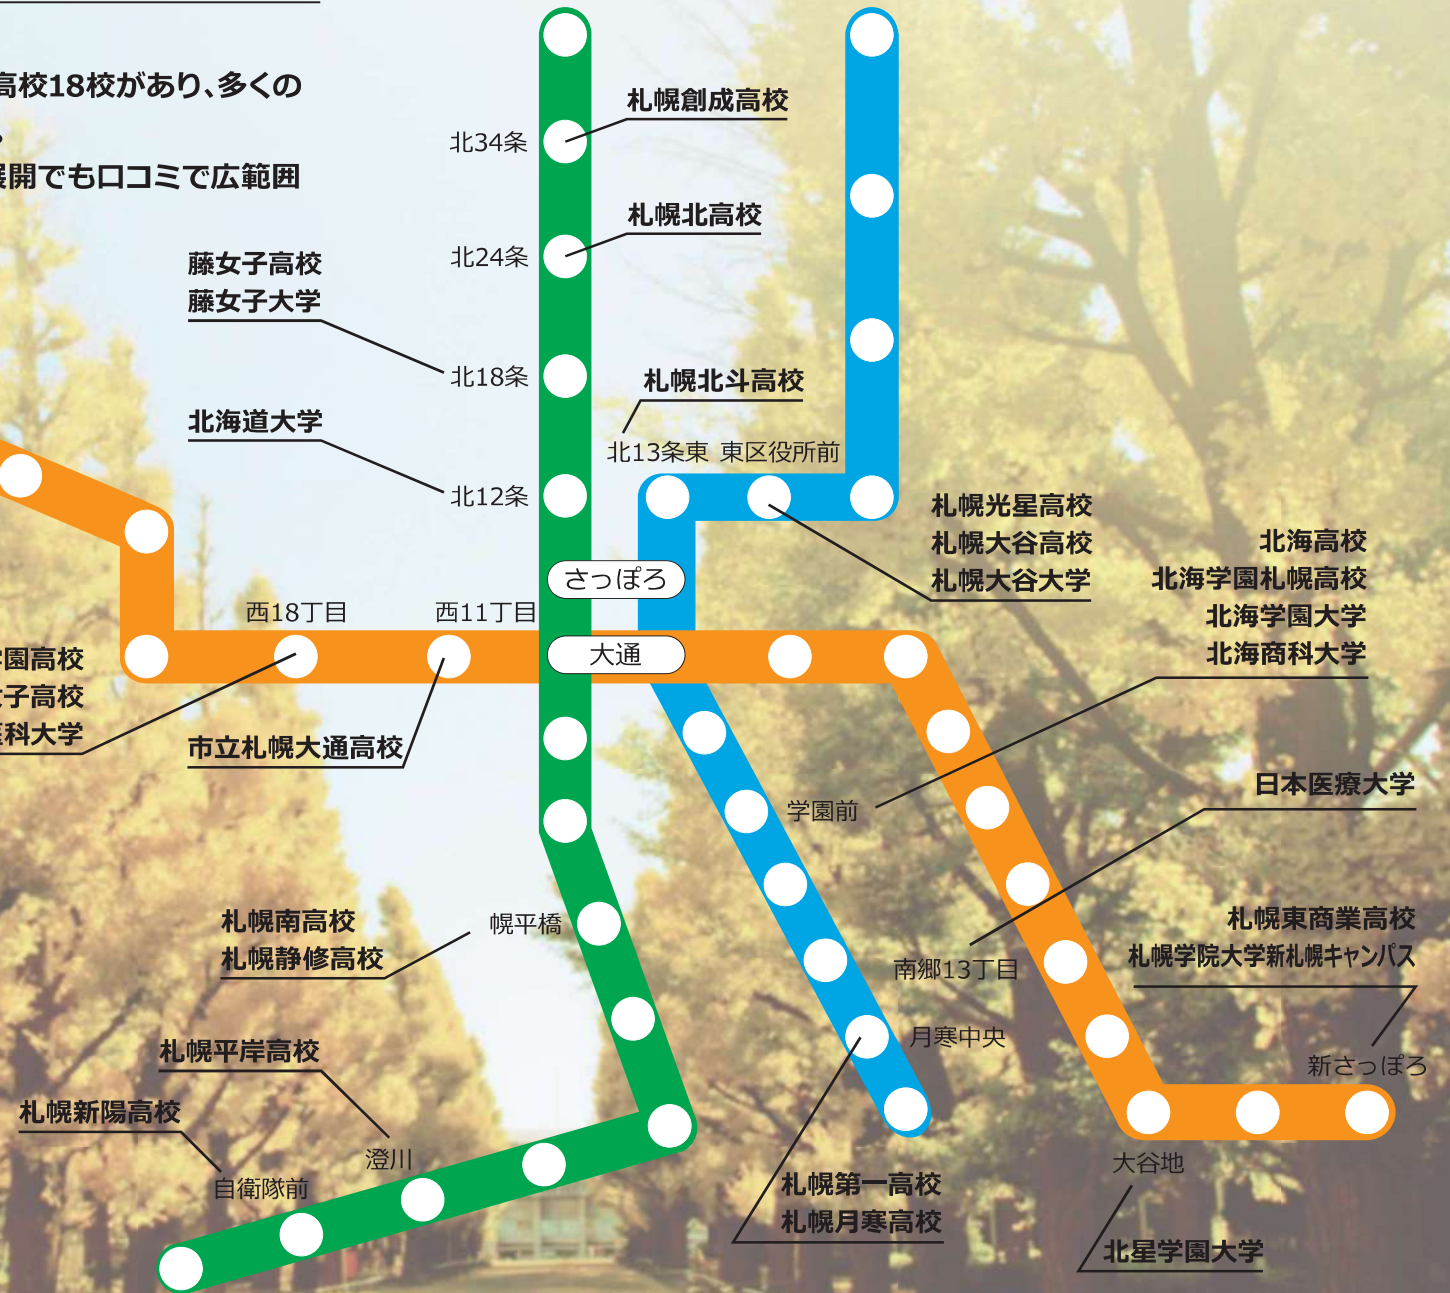 高校18校があり、多くの
。
展開でも口コミで広範囲
札幌創成高校
北34条
札幌北高校
北24条
藤女子高校
藤女子大学
北18条
札幌北斗高校
北海道大学
北13条東
東区役所前
北12条
札幌光星高校
札幌大谷高校
札幌大谷大学
北海高校
北海学園札幌高校
北海学園大学
北海商科大学
さっぽろ
西18丁目
西11丁目
大通
学園高校
女子高校
医科大学
市立札幌大通高校
学園前
日本医療大学
札幌南高校
札幌静修高校
幌平橋
札幌東商業高校
札幌学院大学新札幌キャンパス
南郷13丁目
月寒中央
新さっぽろ
札幌平岸高校
札幌新陽高校
澄川
自衛隊前
大谷地
札幌第一高校
札幌月寒高校
北星学園大学